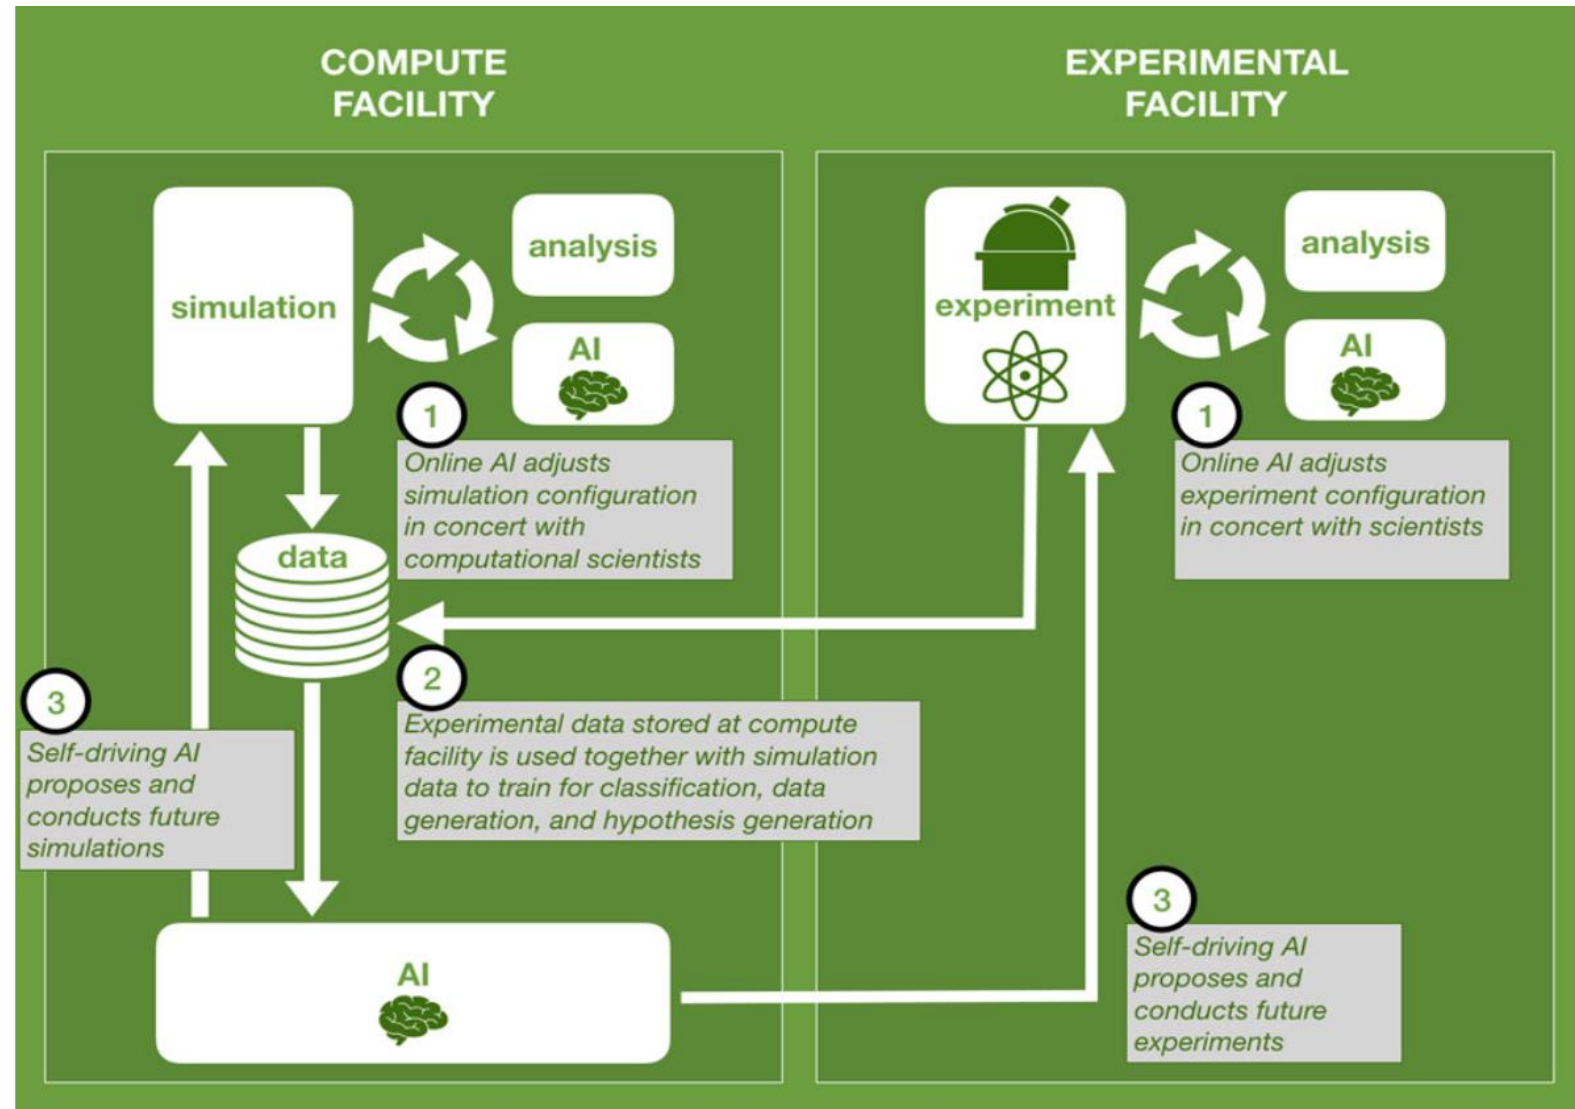 COMPUTE
FACILITY
simulation
analysis
AI
1
Online AI adjusts
simulation configuration
in concert with
computational scientists
data
2
Experimental data stored at compute
facility is used together with simulation
data to train for classification, data
generation, and hypothesis generation
3
Self-driving AI
proposes and
conducts future
simulations
AI
EXPERIMENTAL
FACILITY
experiment
analysis
AI
1
Online AI adjusts
experiment configuration
in concert with scientists
3
Self-driving AI
proposes and
conducts future
experiments